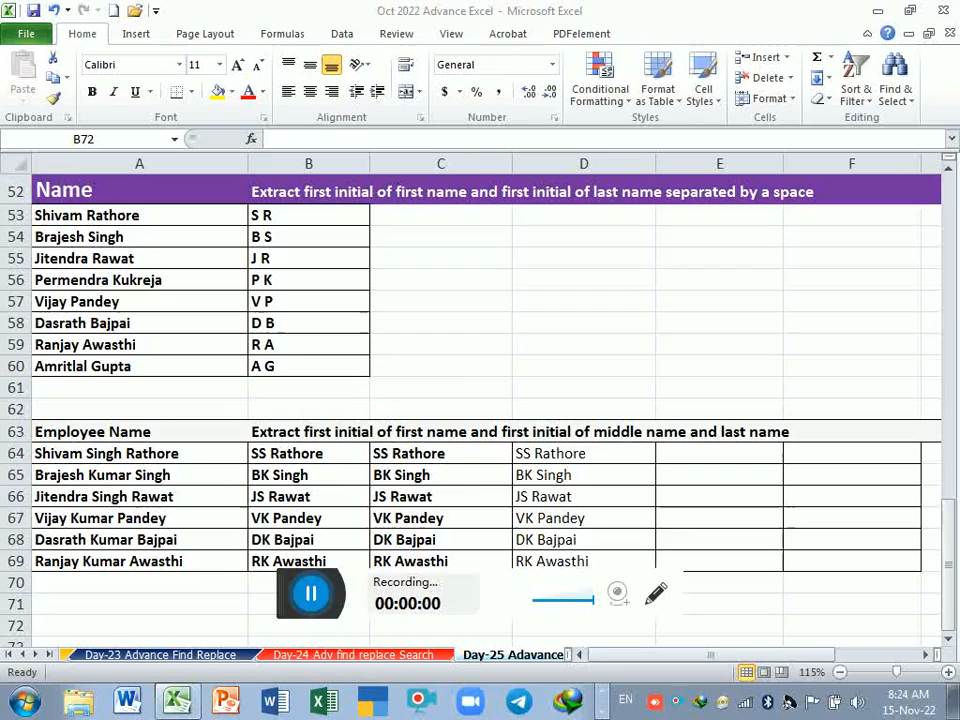 Oct 2022 Advance Excel - Microsoft Excel
File Home Insert Page Layout Formulas Data Review View Acrobat PDFelement
Paste
Calibri 11
General
Conditional Formatting
Format as Table
Cell Styles
Insert
Delete
Format
Sort & Filter
Find & Select
Clipboard Font Alignment Number Styles Cells Editing
B72 fx
A B C D E F
52 Name Extract first initial of first name and first initial of last name separated by a space
53 Shivam Rathore S R
54 Brajesh Singh B S
55 Jitendra Rawat J R
56 Permendra Kukreja P K
57 Vijay Pandey V P
58 Dasrath Bajpai D B
59 Ranjay Awasthi R A
60 Amritlal Gupta A G
61
62
63 Employee Name Extract first initial of first name and first initial of middle name and last name
64 Shivam Singh Rathore SS Rathore SS Rathore SS Rathore
65 Brajesh Kumar Singh BK Singh BK Singh BK Singh
66 Jitendra Singh Rawat JS Rawat JS Rawat JS Rawat
67 Vijay Kumar Pandey VK Pandey VK Pandey VK Pandey
68 Dasrath Kumar Bajpai DK Bajpai DK Bajpai DK Bajpai
69 Ranjay Kumar Awasthi RK Awasthi RK Awasthi RK Awasthi
70
71
72
Recording...
00:00:00
Day-23 Advance Find Replace Day-24 Adv find replace Search Day-25 Adavance
Ready 115%
EN
8:24 AM
15-Nov-22